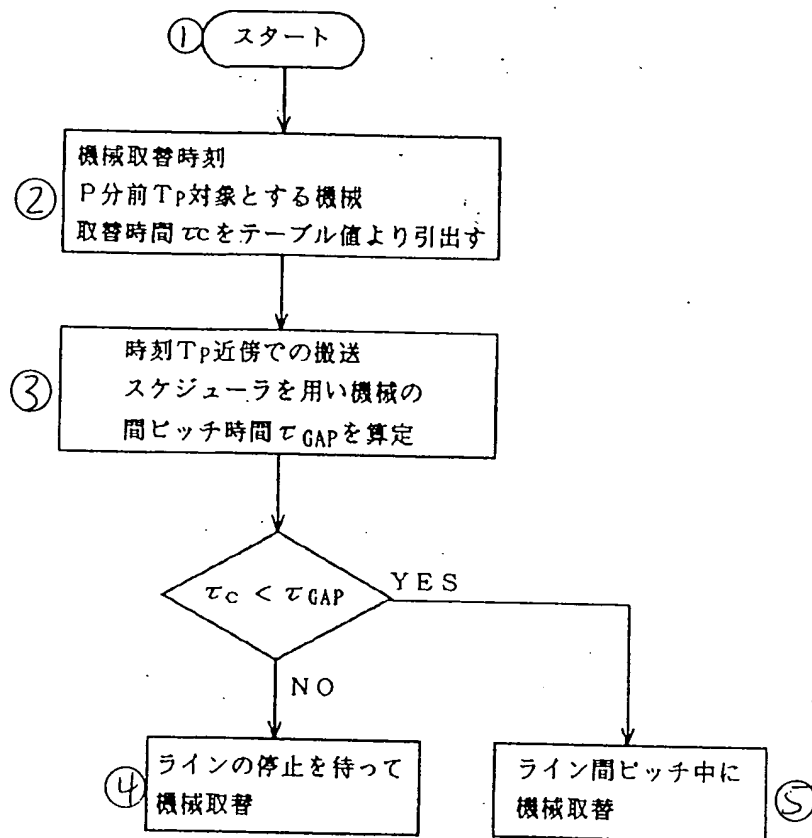 ① スタート
機械取替時刻
② P分前Tp対象とする機械
取替時間τcをテーブル値より引出す
時刻Tp近傍での搬送
③ スケジューラを用い機械の
間ピッチ時間τGAPを算定
τc < τGAP
YES
NO
④ ラインの停止を待って
機械取替
ライン間ピッチ中に
機械取替 ⑤